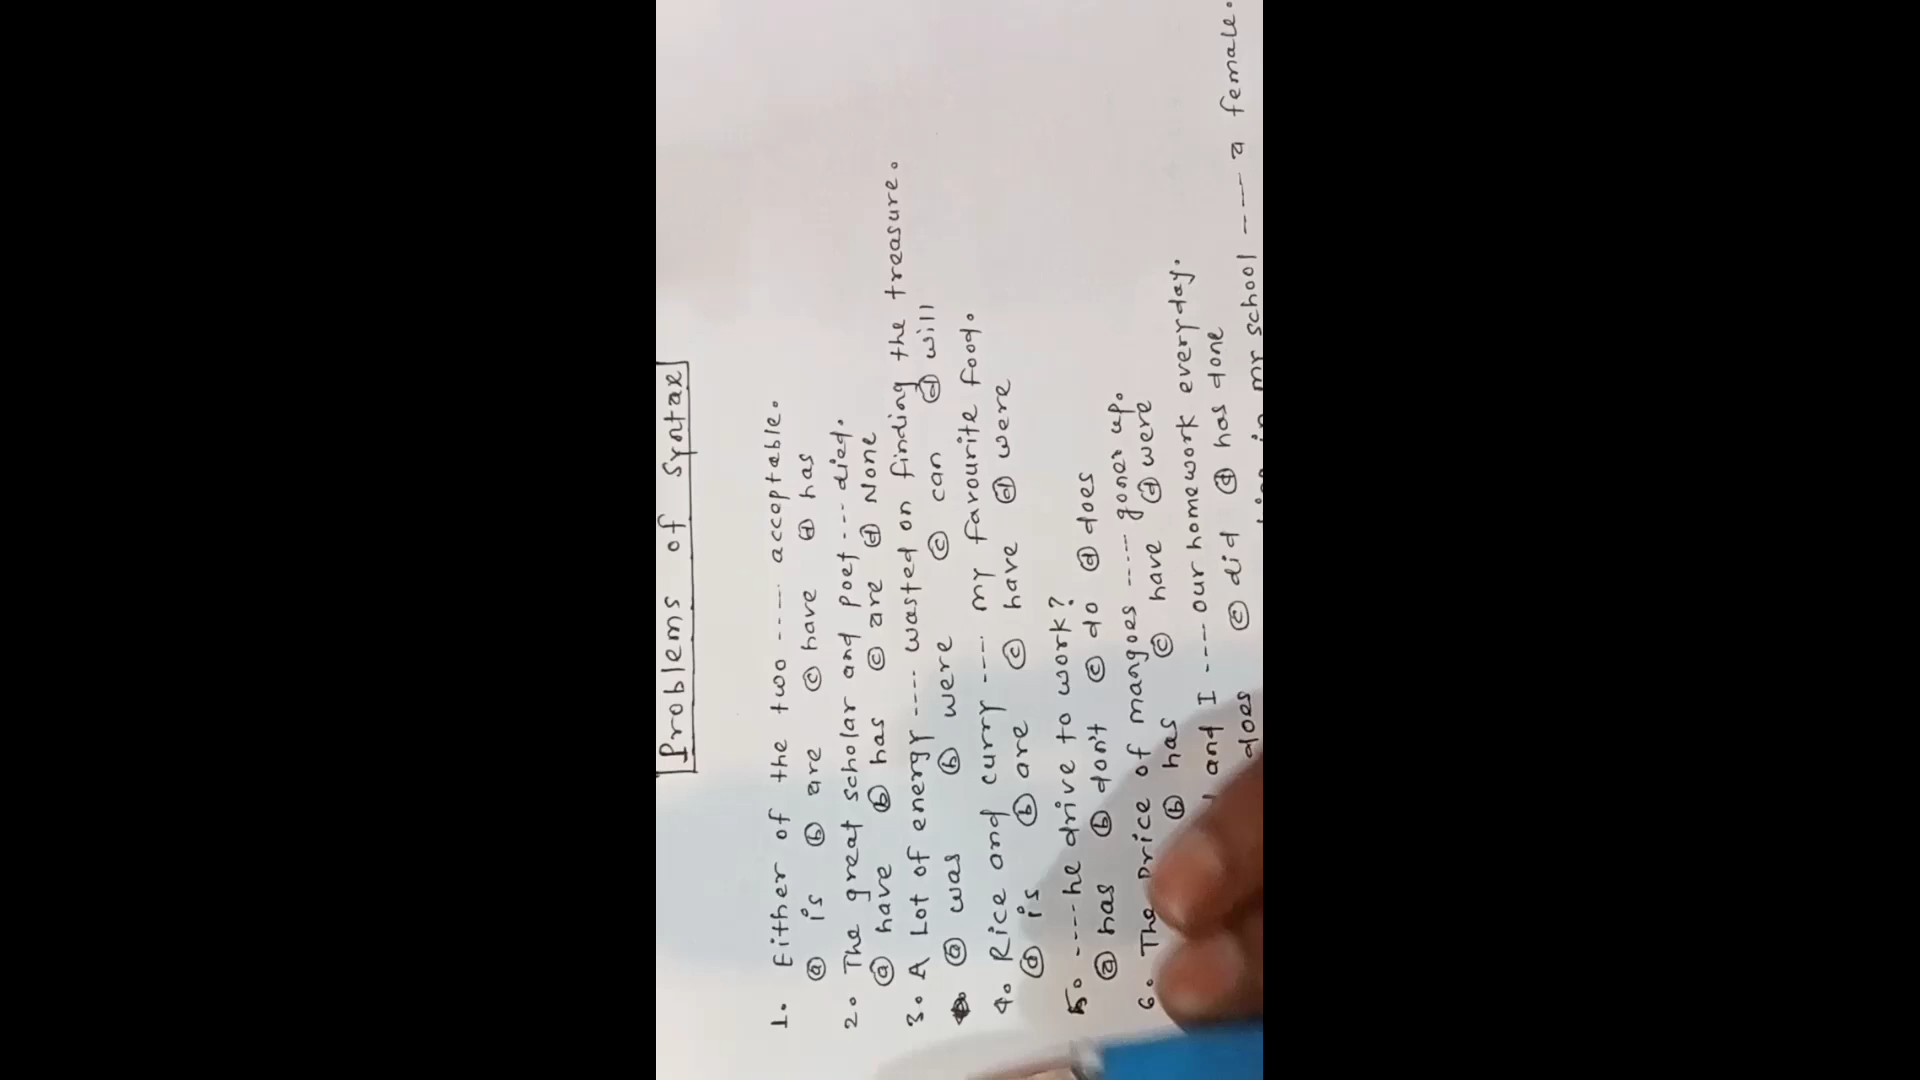 Problems of Syntax
1. Either of the two ---- acceptable.
ⓐ is ⓑ are ⓒ have ⓓ has
2. The great scholar and poet --- died.
ⓐ have ⓑ has ⓒ are ⓓ None
3. A Lot of energy ---- wasted on finding the treasure.
ⓐ was ⓑ were ⓒ can ⓓ will
4. Rice and curry ---- my favourite food.
ⓐ is ⓑ are ⓒ have ⓓ were
5. ---- he drive to work?
ⓐ has ⓑ don't ⓒ do ⓓ does
6. The price of mangoes ---- gone up.
ⓑ has ⓒ have ⓓ were
and I ---- our homework everyday.
does ⓒ did ⓓ has done
in my school ---- a female.